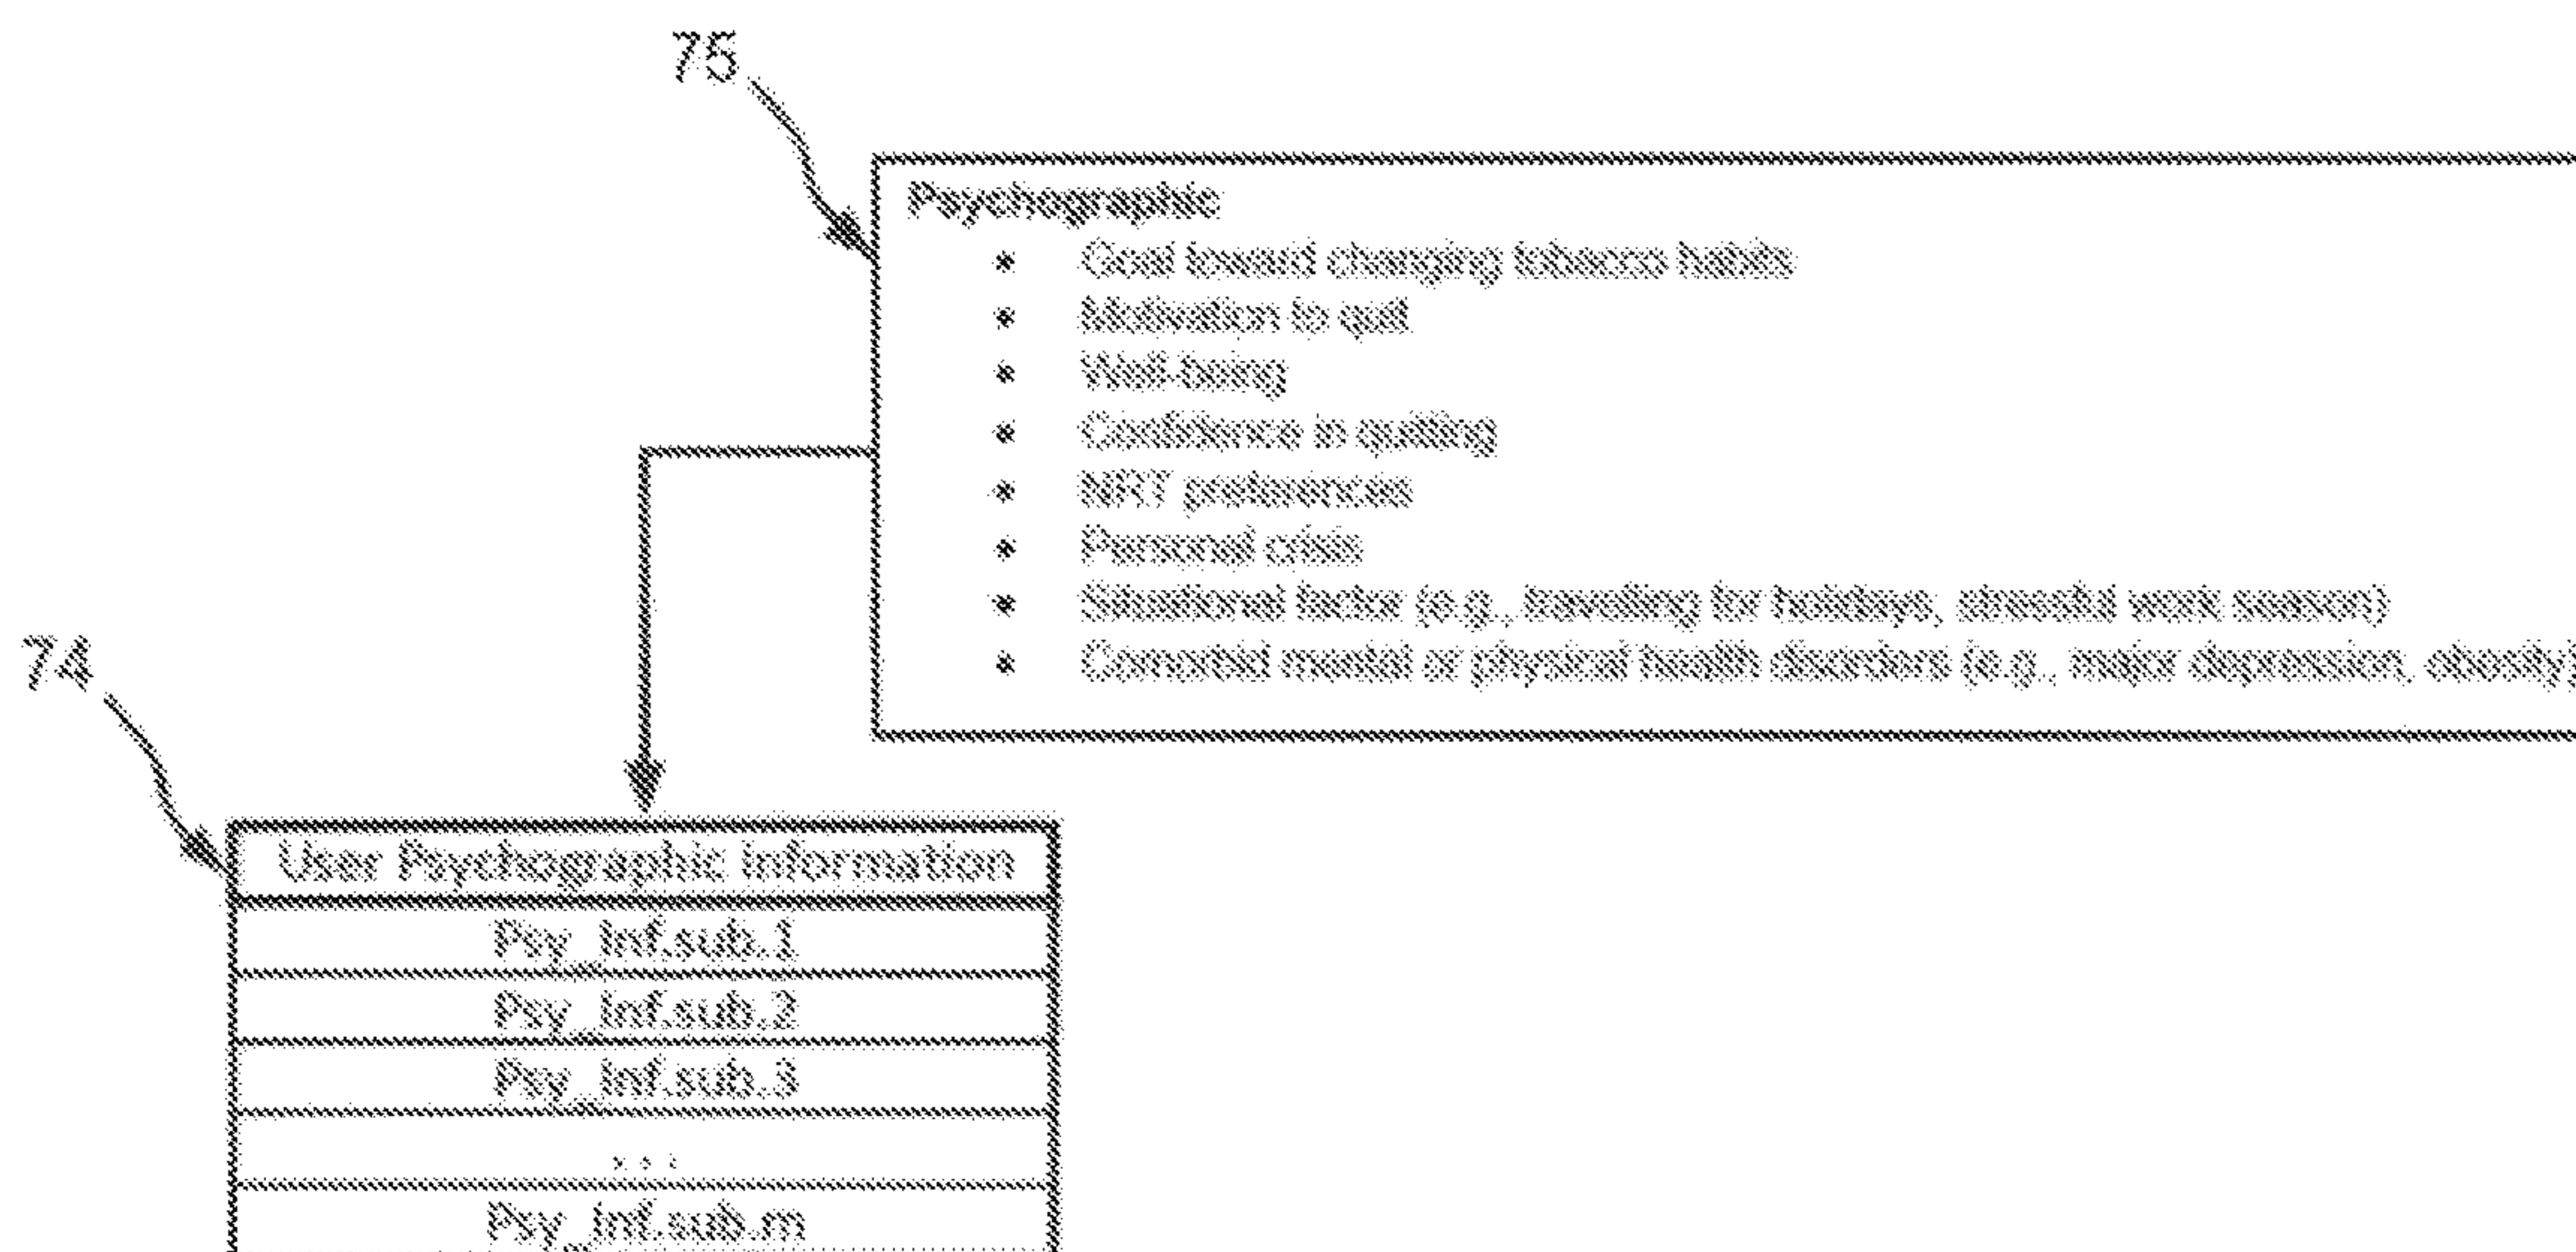 75
Psychographic
• Goal toward changing tobacco habits
• Motivation to quit
• Well-being
• Confidence in quitting
• NRT preferences
• Personal crisis
• Situational factor (e.g., travelling for holidays, stressful work season)
• Comorbid mental or physical health disorders (e.g., major depression, obesity)
74
User Psychographic information
Psy_Inf.sub.1
Psy_Inf.sub.2
Psy_Inf.sub.3
...
Psy_Inf.sub.m